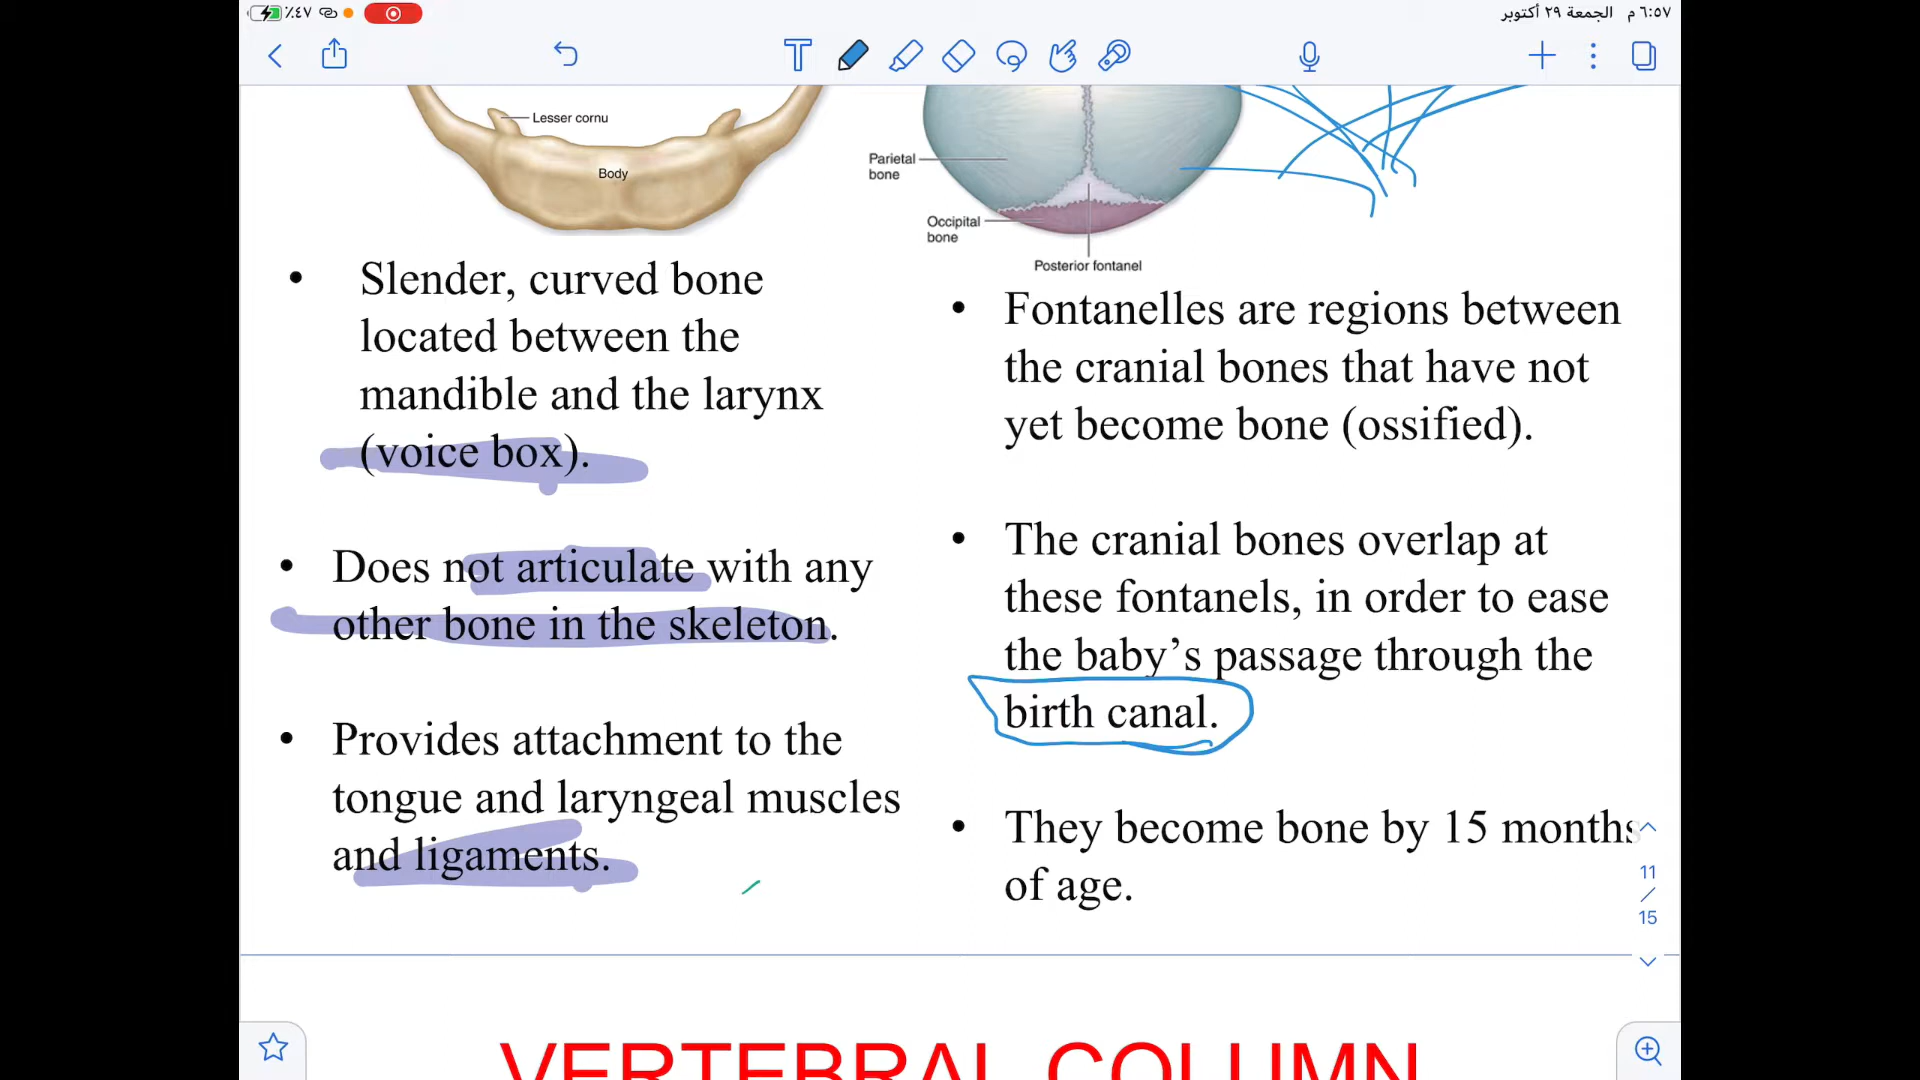 ٪٤٧
٦:٥٧ م الجمعة ٢٩ أكتوبر
T
Lesser cornu
Body
Parietal
bone
Occipital
bone
Posterior fontanel
• Slender, curved bone
located between the
mandible and the larynx
(voice box).
• Does not articulate with any
other bone in the skeleton.
• Provides attachment to the
tongue and laryngeal muscles
and ligaments.
• Fontanelles are regions between
the cranial bones that have not
yet become bone (ossified).
• The cranial bones overlap at
these fontanels, in order to ease
the baby’s passage through the
birth canal.
• They become bone by 15 months
of age.
11
/
15
VERTEBRAL COLUMN